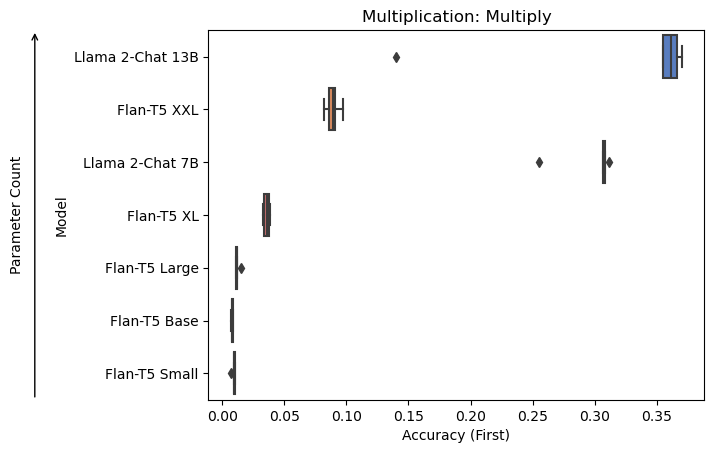 Multiplication: Multiply
Parameter Count
Model
Llama 2-Chat 13B
Flan-T5 XXL
Llama 2-Chat 7B
Flan-T5 XL
Flan-T5 Large
Flan-T5 Base
Flan-T5 Small
0.00 0.05 0.10 0.15 0.20 0.25 0.30 0.35
Accuracy (First)